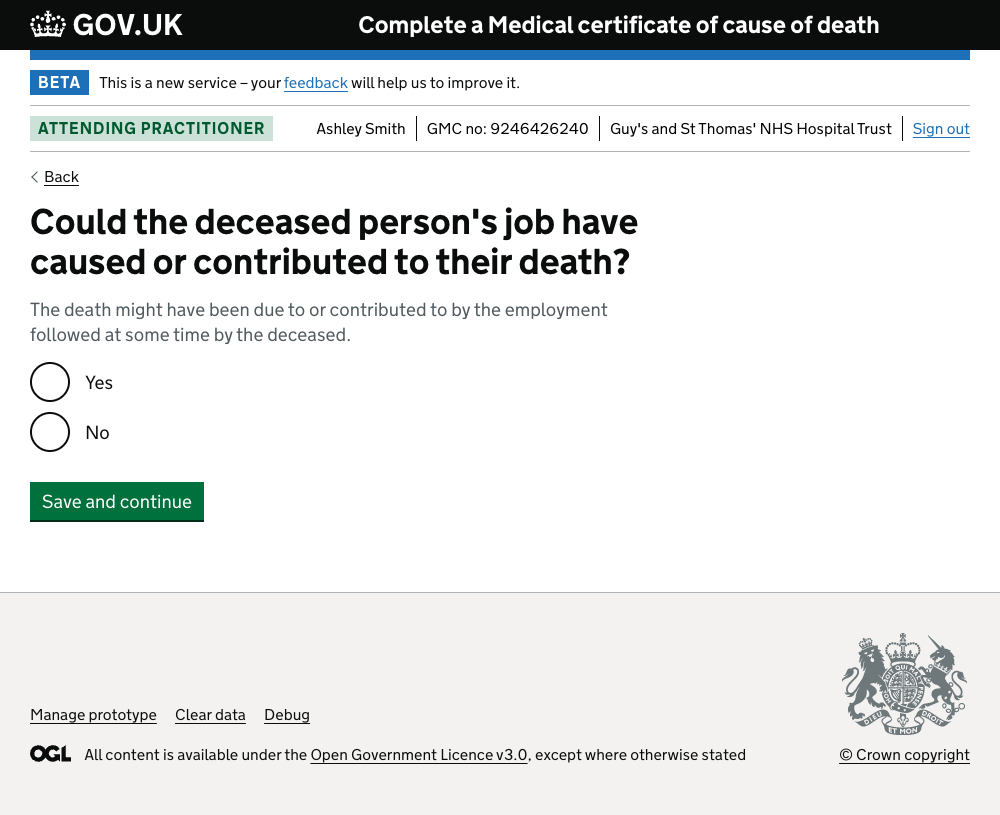 GOV.UK
Complete a Medical certificate of cause of death
BETA This is a new service – your feedback will help us to improve it.
ATTENDING PRACTITIONER Ashley Smith GMC no: 9246426240 Guy's and St Thomas' NHS Hospital Trust Sign out
Back
Could the deceased person's job have
caused or contributed to their death?
The death might have been due to or contributed to by the employment
followed at some time by the deceased.
Yes
No
Save and continue
DIEU ET MON DROIT
Manage prototype Clear data Debug
OGL All content is available under the Open Government Licence v3.0, except where otherwise stated
© Crown copyright